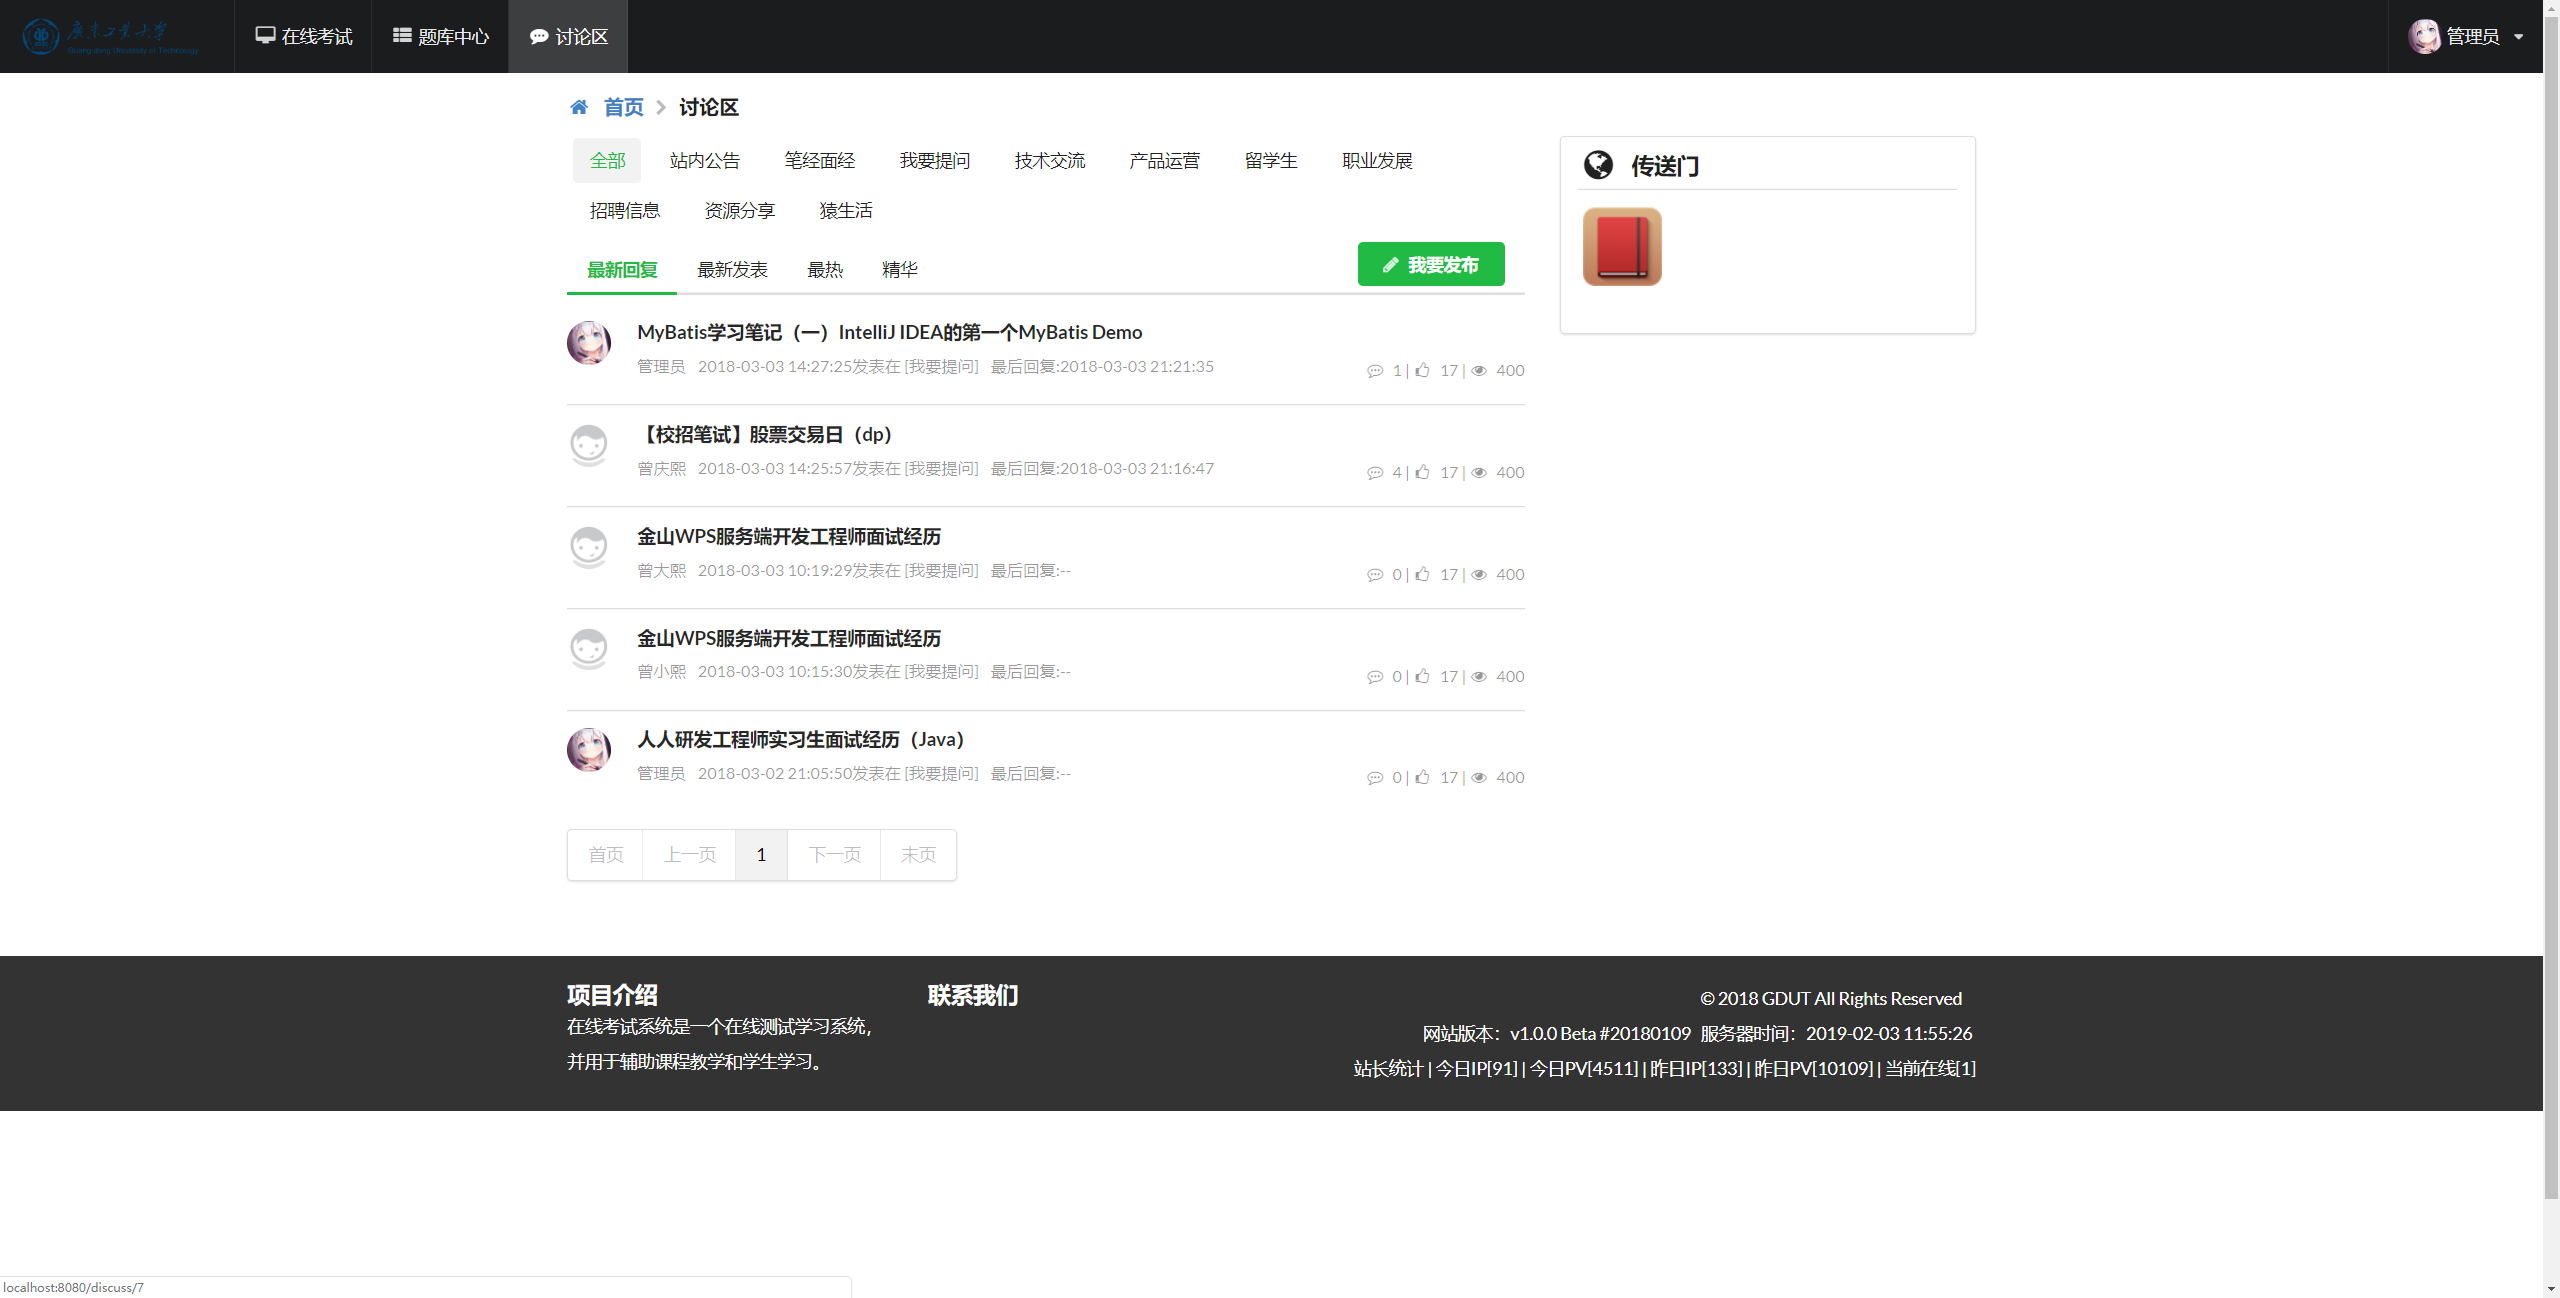 廣東工業大學
Guangdong University of Technology
在线考试 题库中心 讨论区 管理员
首页 讨论区
全部 站内公告 笔经面经 我要提问 技术交流 产品运营 留学生 职业发展
招聘信息 资源分享 猿生活
传送门
最新回复 最新发表 最热 精华 我要发布
MyBatis学习笔记（一）IntelliJ IDEA的第一个MyBatis Demo
管理员 2018-03-03 14:27:25发表在 [我要提问] 最后回复:2018-03-03 21:21:35
1 | 17 | 400
【校招笔试】股票交易日（dp）
曾庆熙 2018-03-03 14:25:57发表在 [我要提问] 最后回复:2018-03-03 21:16:47
4 | 17 | 400
金山WPS服务端开发工程师面试经历
曾大熙 2018-03-03 10:19:29发表在 [我要提问] 最后回复:--
0 | 17 | 400
金山WPS服务端开发工程师面试经历
曾小熙 2018-03-03 10:15:30发表在 [我要提问] 最后回复:--
0 | 17 | 400
人人研发工程师实习生面试经历（Java）
管理员 2018-03-02 21:05:50发表在 [我要提问] 最后回复:--
0 | 17 | 400
首页 上一页 1 下一页 末页
项目介绍
在线考试系统是一个在线测试学习系统，
并用于辅助课程教学和学生学习。
联系我们
© 2018 GDUT All Rights Reserved
网站版本：v1.0.0 Beta #20180109 服务器时间：2019-02-03 11:55:26
站长统计 | 今日IP[91] | 今日PV[4511] | 昨日IP[133] | 昨日PV[10109] | 当前在线[1]
localhost:8080/discuss/7